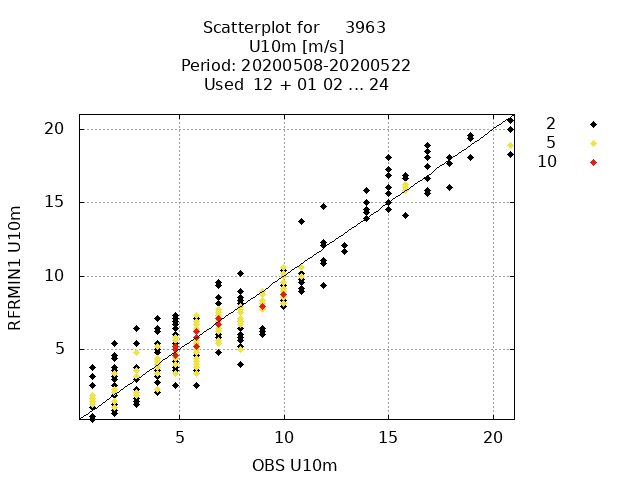 Scatterplot for 3963
U10m [m/s]
Period: 20200508-20200522
Used 12 + 01 02 ... 24
2
5
10
20
15
10
5
RFRMIN1 U10m
5 10 15 20
OBS U10m